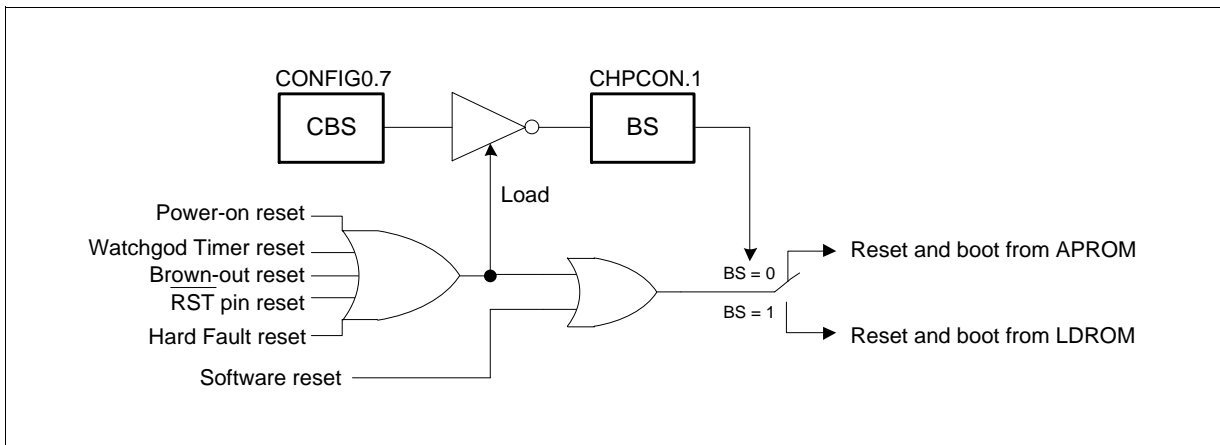 CONFIG0.7
CHPCON.1
CBS
BS
Load
Power-on reset
Watchgod Timer reset
Brown-out reset
RST pin reset
Hard Fault reset
Software reset
BS = 0
BS = 1
Reset and boot from APROM
Reset and boot from LDROM